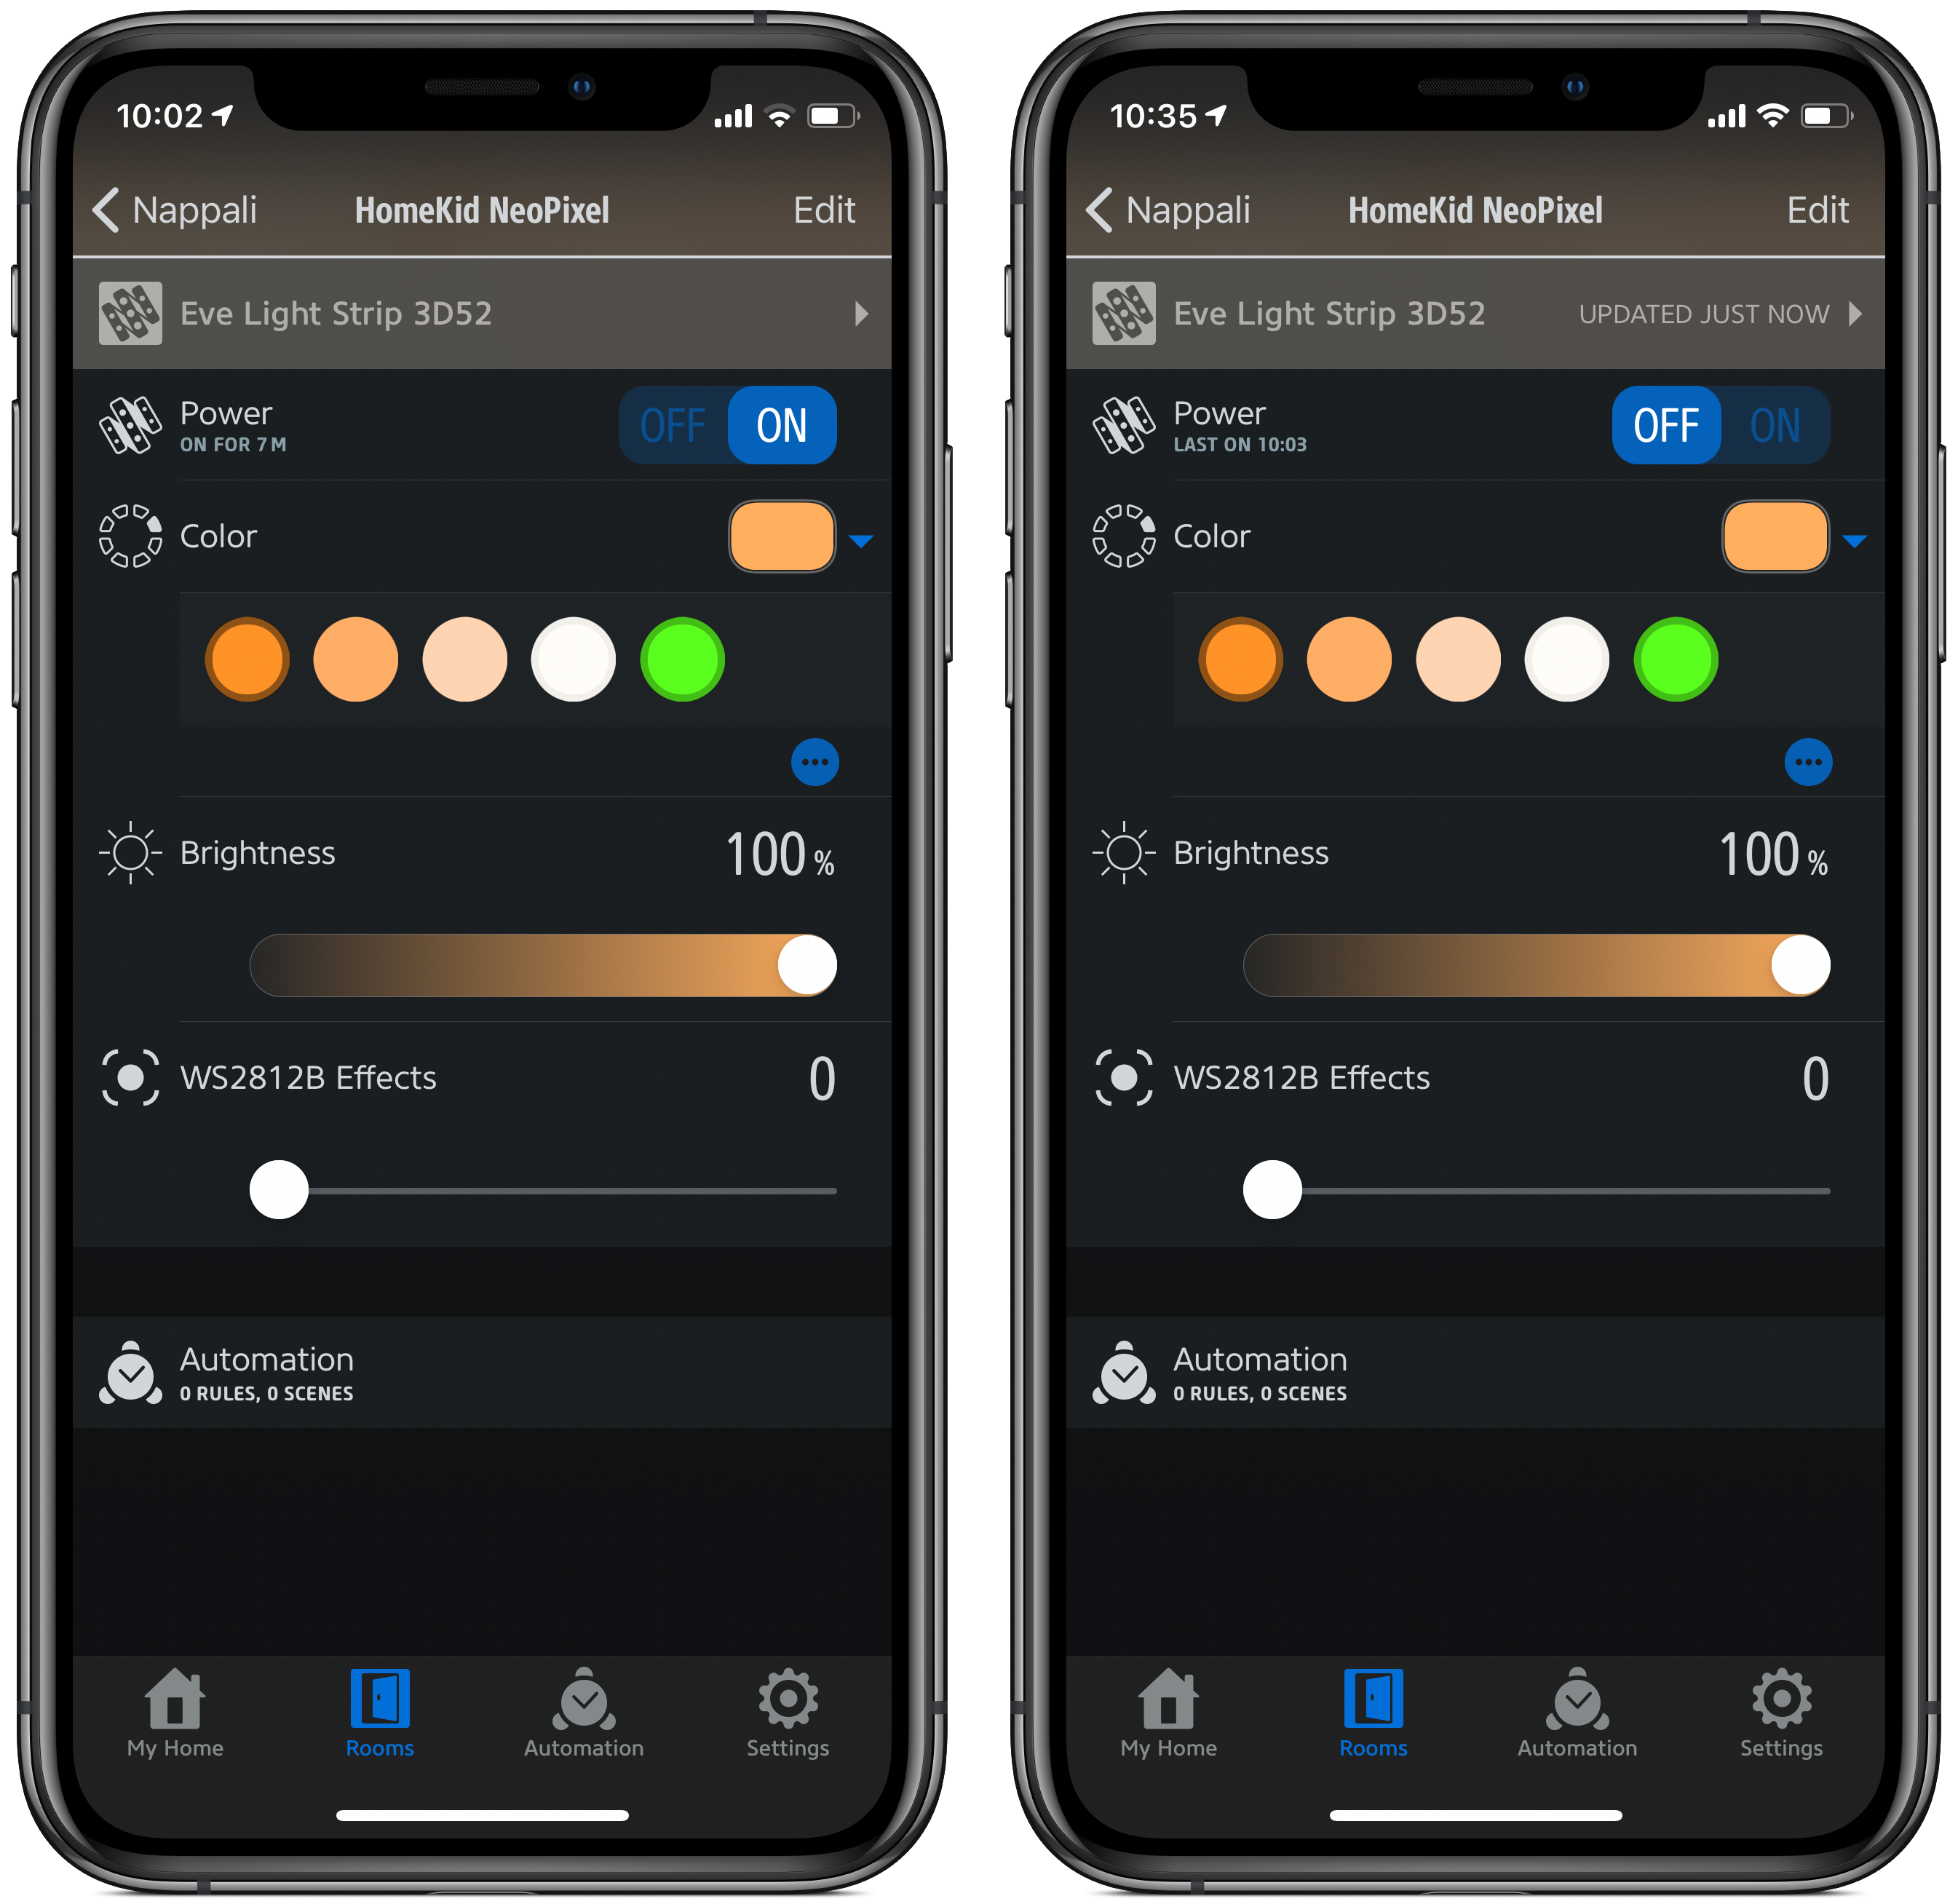 10:02
Nappali HomeKid NeoPixel Edit
Eve Light Strip 3D52
Power OFF ON
ON FOR 7 M
Color
Brightness 100 %
WS2812B Effects 0
Automation
0 RULES, 0 SCENES
My Home Rooms Automation Settings
10:35
Nappali HomeKid NeoPixel Edit
Eve Light Strip 3D52 UPDATED JUST NOW
Power OFF ON
LAST ON 10:03
Color
Brightness 100 %
WS2812B Effects 0
Automation
0 RULES, 0 SCENES
My Home Rooms Automation Settings